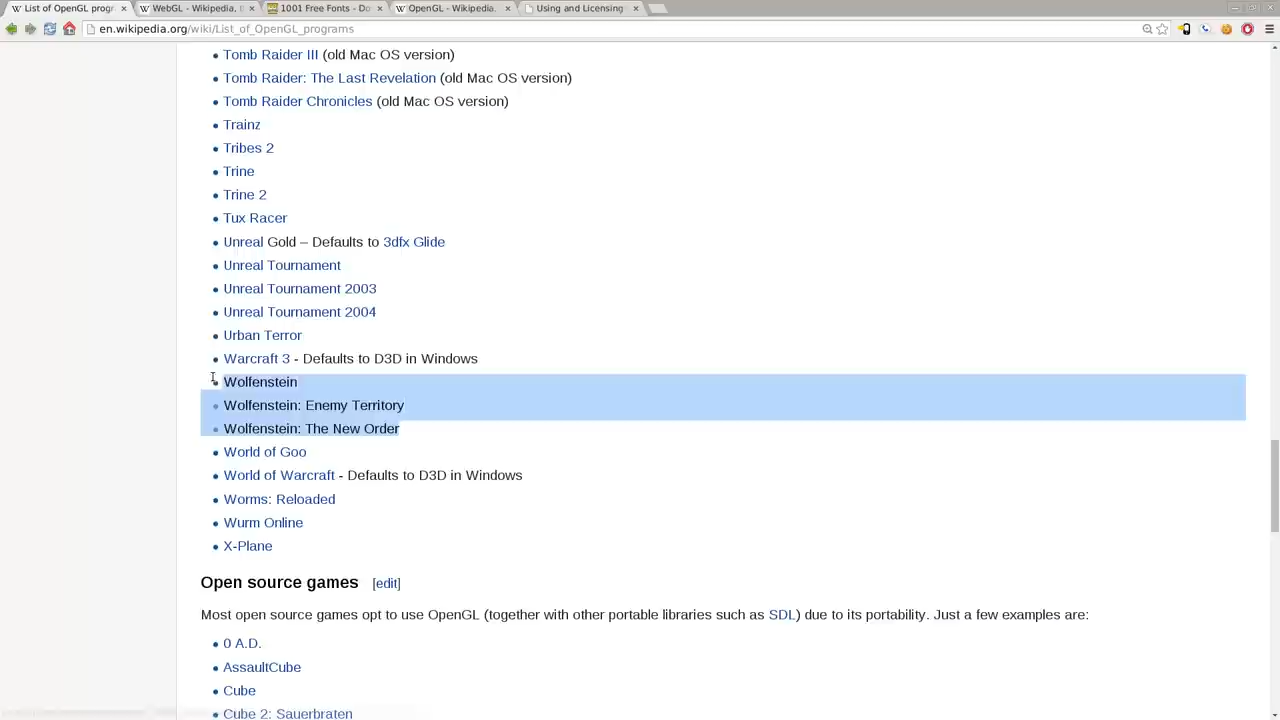 List of OpenGL progr
WebGL - Wikipedia,
1001 Free Fonts - Do
OpenGL - Wikipedia,
Using and Licensing
en.wikipedia.org/wiki/List_of_OpenGL_programs
Tomb Raider III (old Mac OS version)
Tomb Raider: The Last Revelation (old Mac OS version)
Tomb Raider Chronicles (old Mac OS version)
Trainz
Tribes 2
Trine
Trine 2
Tux Racer
Unreal Gold – Defaults to 3dfx Glide
Unreal Tournament
Unreal Tournament 2003
Unreal Tournament 2004
Urban Terror
Warcraft 3 - Defaults to D3D in Windows
Wolfenstein
Wolfenstein: Enemy Territory
Wolfenstein: The New Order
World of Goo
World of Warcraft - Defaults to D3D in Windows
Worms: Reloaded
Wurm Online
X-Plane
Open source games [edit]
Most open source games opt to use OpenGL (together with other portable libraries such as SDL) due to its portability. Just a few examples are:
0 A.D.
AssaultCube
Cube
Cube 2: Sauerbraten